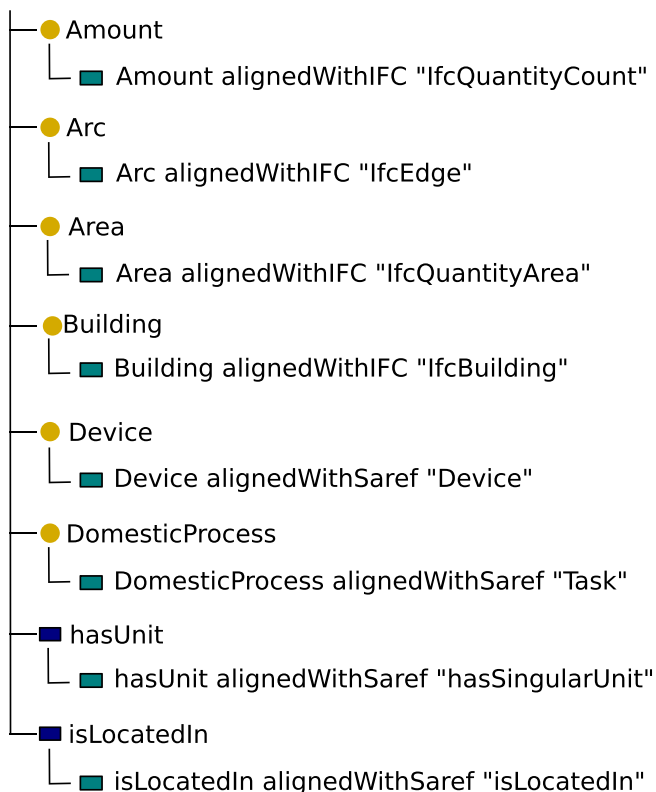 Amount
Amount alignedWithIFC "IfcQuantityCount"
Arc
Arc alignedWithIFC "IfcEdge"
Area
Area alignedWithIFC "IfcQuantityArea"
Building
Building alignedWithIFC "IfcBuilding"
Device
Device alignedWithSaref "Device"
DomesticProcess
DomesticProcess alignedWithSaref "Task"
hasUnit
hasUnit alignedWithSaref "hasSingularUnit"
isLocatedIn
isLocatedIn alignedWithSaref "isLocatedIn"